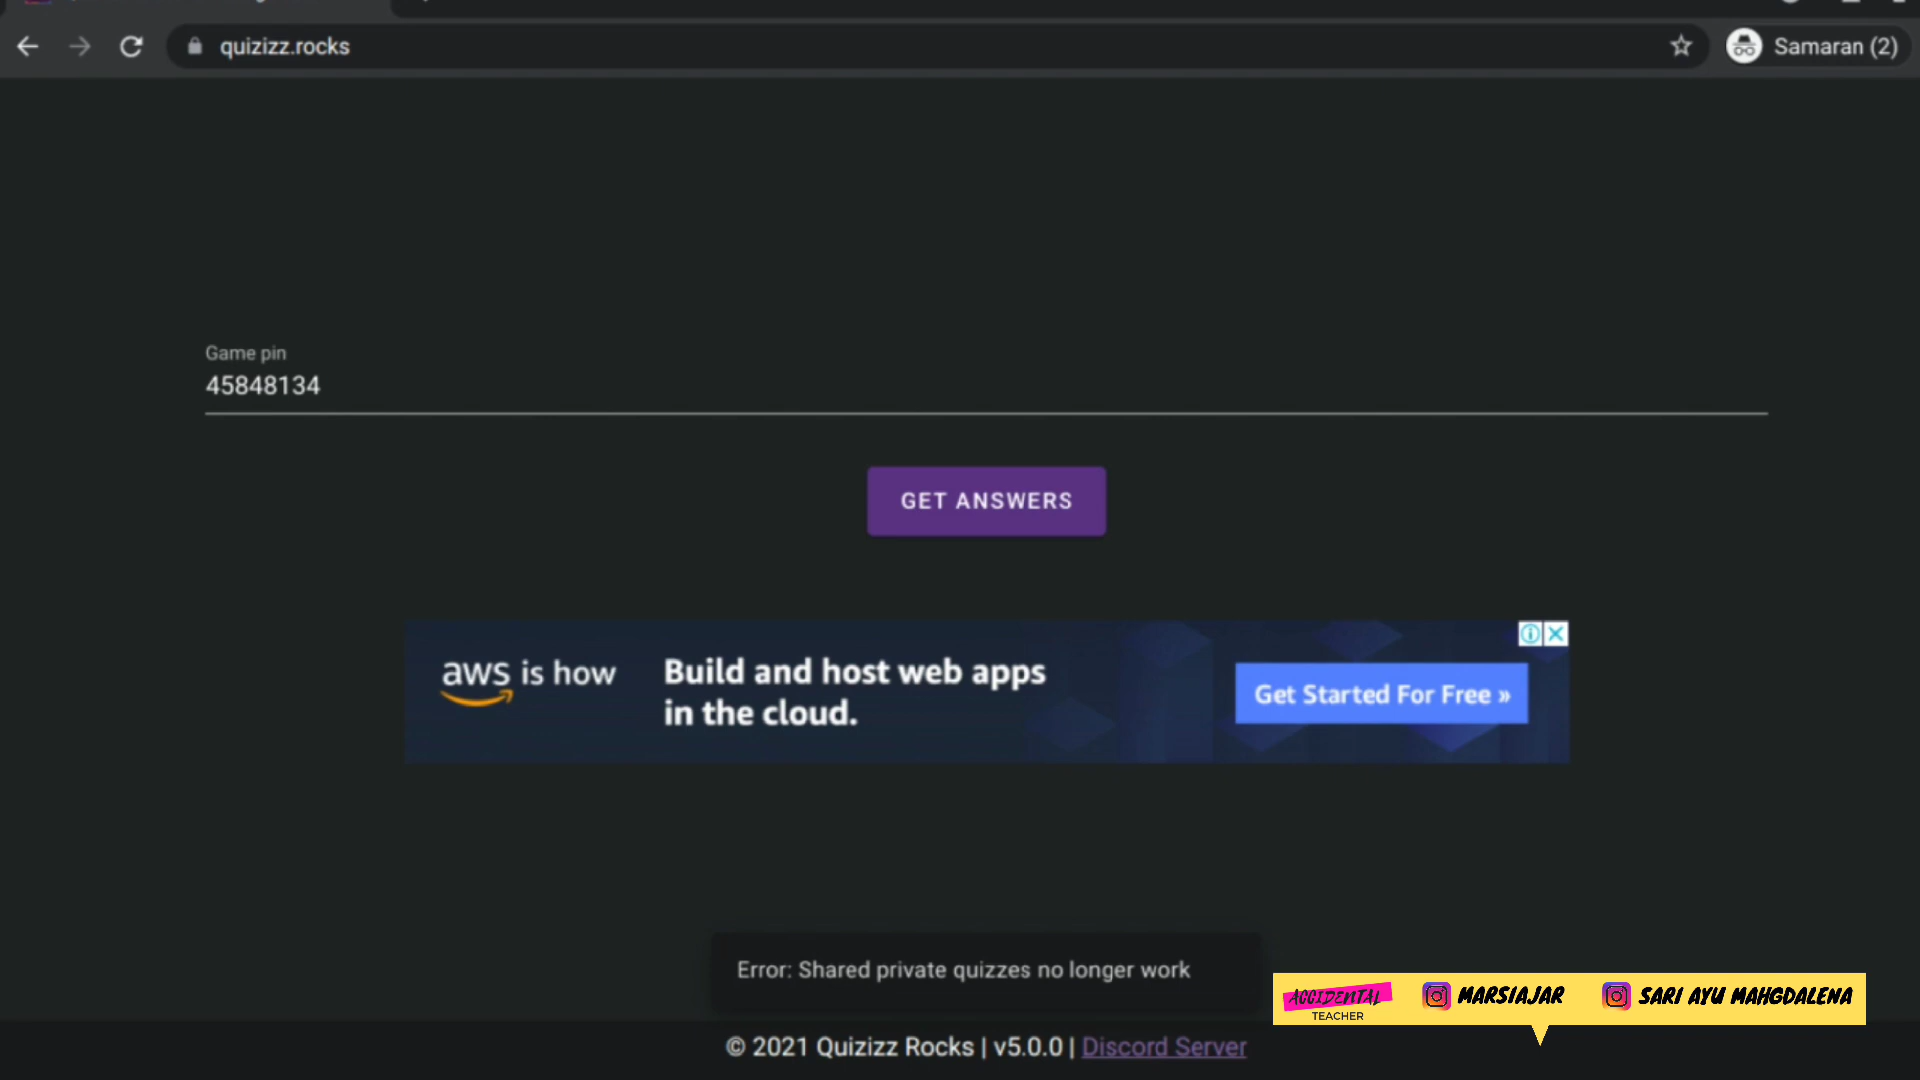 quizizz.rocks
Samaran (2)
Game pin
45848134
GET ANSWERS
aws is how
Build and host web apps
in the cloud.
Get Started For Free »
Error: Shared private quizzes no longer work
ACCIDENTAL
TEACHER
MARSIAJAR
SARI AYU MAHGDALENA
© 2021 Quizizz Rocks | v5.0.0 | Discord Server